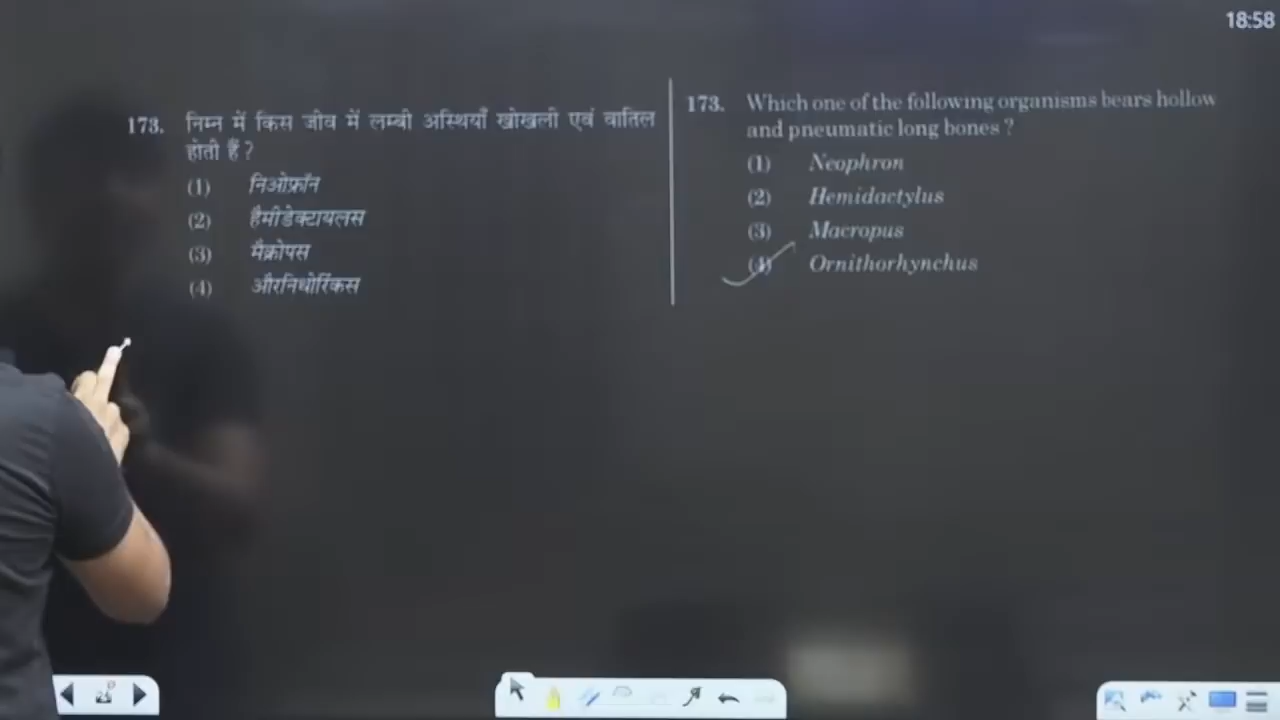 18:58
173. निम्न में किस जीव में लम्बी अस्थियाँ खोखली एवं वातिल
होती हैं ?
(1) निओफ्रॉन
(2) हैमीडेक्टायलस
(3) मैक्रोपस
(4) औरनिथोरिंकस
173. Which one of the following organisms bears hollow
and pneumatic long bones ?
(1) Neophron
(2) Hemidactylus
(3) Macropus
(4) Ornithorhynchus